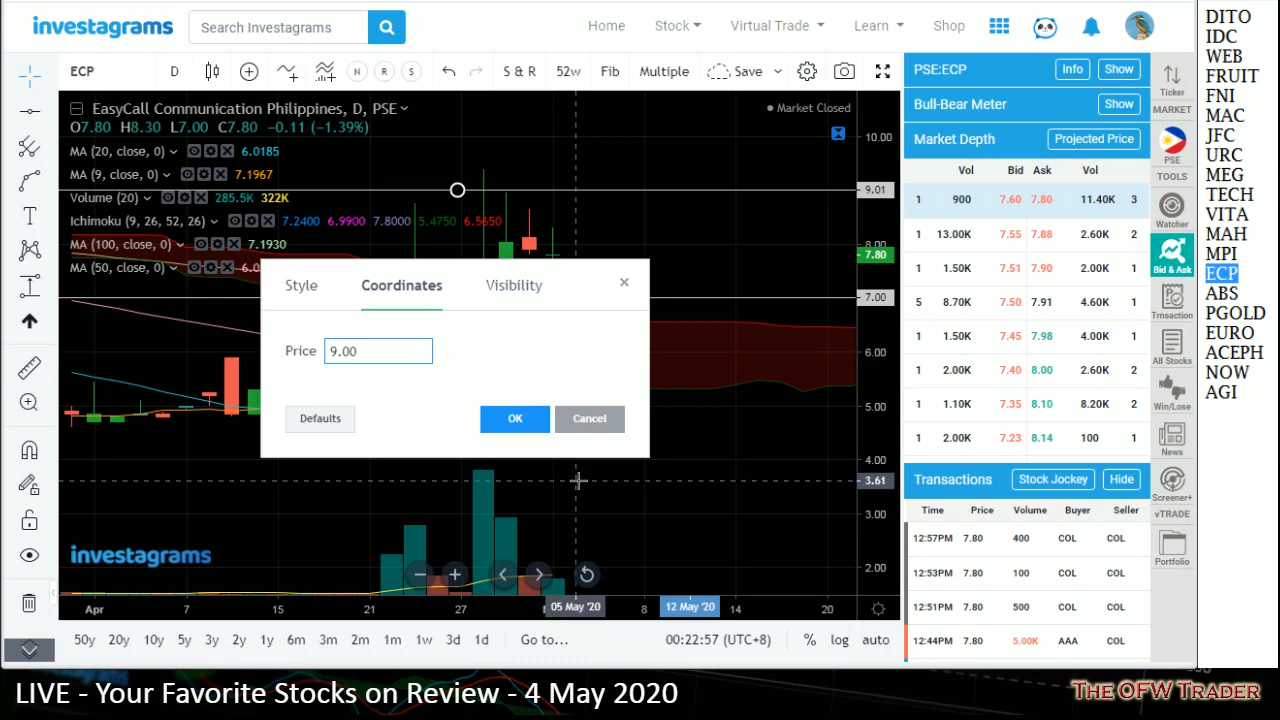 investagrams
Search Investagrams
Home
Stock
Virtual Trade
Learn
Shop
ECP
D
N
R
S
S & R
52w
Fib
Multiple
Save
EasyCall Communication Philippines, D, PSE
Market Closed
O7.80 H8.30 L7.00 C7.80 −0.11 (−1.39%)
MA (20, close, 0) 6.0185
MA (9, close, 0) 7.1967
Volume (20) 285.5K 322K
Ichimoku (9, 26, 52, 26) 7.2400 6.9900 7.8000 5.4750 6.5650
MA (100, close, 0) 7.1930
MA (50, close, 0) 6.0
10.00
9.01
8.00
7.80
7.00
6.00
5.00
4.00
3.61
3.00
2.00
Style
Coordinates
Visibility
×
Price 9.00
Defaults
OK
Cancel
investagrams
Apr
7
15
21
27
05 May '20
8
12 May '20
14
20
50y 20y 10y 5y 3y 2y 1y 6m 3m 2m 1m 1w 3d 1d Go to...
00:22:57 (UTC+8)
% log auto
PSE:ECP
Info
Show
Bull-Bear Meter
Show
Market Depth
Projected Price
Vol Bid Ask Vol
1 900 7.60 7.80 11.40K 3
1 13.00K 7.55 7.88 2.60K 2
1 1.50K 7.51 7.90 2.00K 1
5 8.70K 7.50 7.91 4.60K 1
1 1.50K 7.45 7.98 4.00K 1
1 2.00K 7.40 8.00 2.60K 2
1 1.10K 7.35 8.10 8.20K 2
1 2.00K 7.23 8.14 100 1
Transactions
Stock Jockey
Hide
Time Price Volume Buyer Seller
12:57PM 7.80 400 COL COL
12:53PM 7.80 100 COL COL
12:51PM 7.80 500 COL COL
12:44PM 7.80 5.00K AAA COL
Ticker
MARKET
PSE
TOOLS
Watcher
Bid & Ask
Trnsaction
All Stocks
Win/Lose
News
Screener+
vTRADE
Portfolio
DITO
IDC
WEB
FRUIT
FNI
MAC
JFC
URC
MEG
TECH
VITA
MAH
MPI
ECP
ABS
PGOLD
EURO
ACEPH
NOW
AGI
LIVE - Your Favorite Stocks on Review - 4 May 2020
The OFW Trader